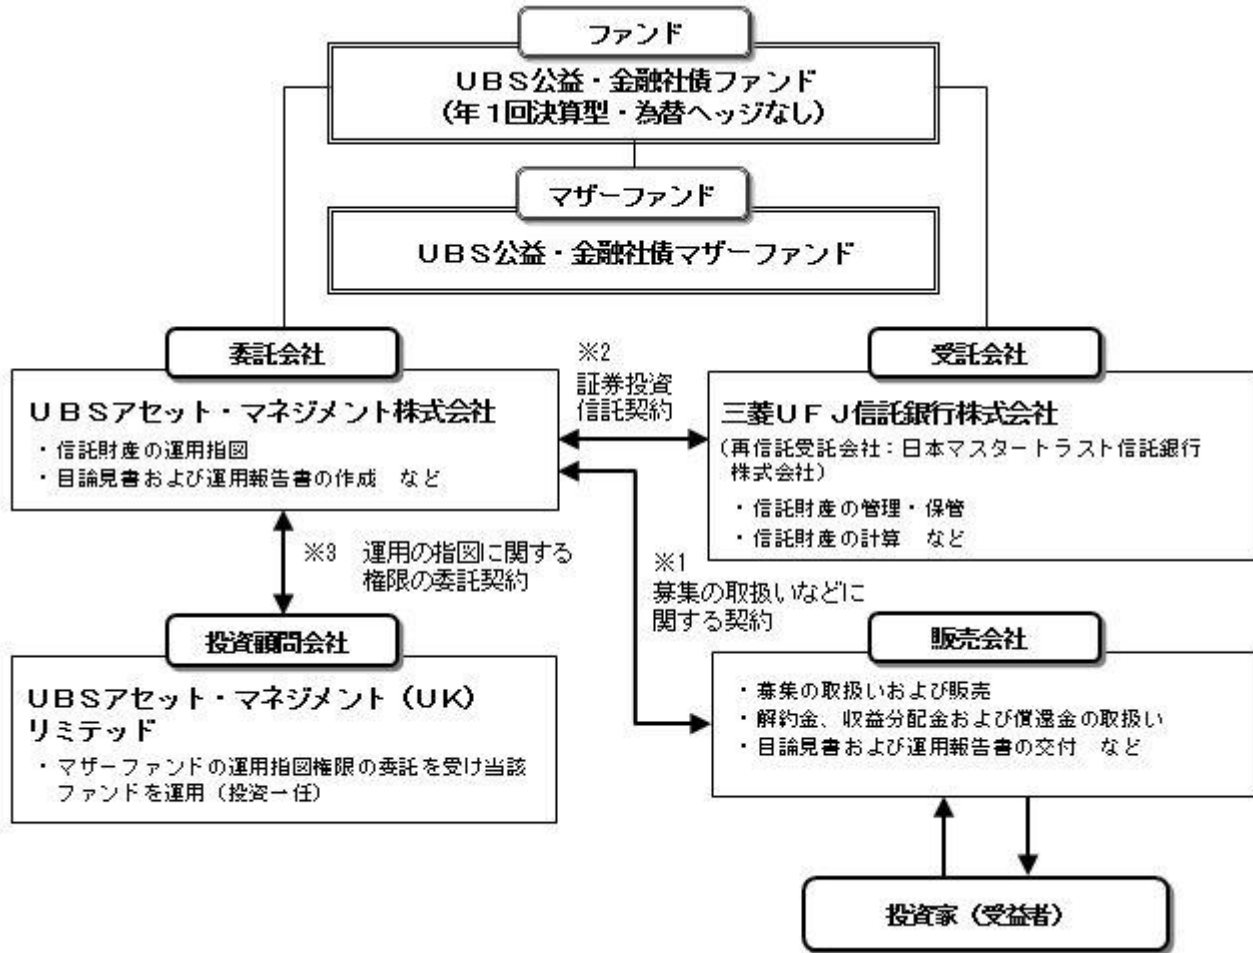 ファンド
ＵＢＳ公益・金融社債ファンド
（年１回決算型・為替ヘッジなし）
マザーファンド
ＵＢＳ公益・金融社債マザーファンド
委託会社
ＵＢＳアセット・マネジメント株式会社
・信託財産の運用指図
・目論見書および運用報告書の作成　など
※2
証券投資
信託契約
受託会社
三菱ＵＦＪ信託銀行株式会社
（再信託受託会社：日本マスタートラスト信託銀行
株式会社）
・信託財産の管理・保管
・信託財産の計算　など
※3　運用の指図に関する
権限の委託契約
※1
募集の取扱いなどに
関する契約
投資顧問会社
ＵＢＳアセット・マネジメント（ＵＫ）
リミテッド
・マザーファンドの運用指図権限の委託を受け当該
ファンドを運用（投資一任）
販売会社
・募集の取扱いおよび販売
・解約金、収益分配金および償還金の取扱い
・目論見書および運用報告書の交付　など
投資家（受益者）